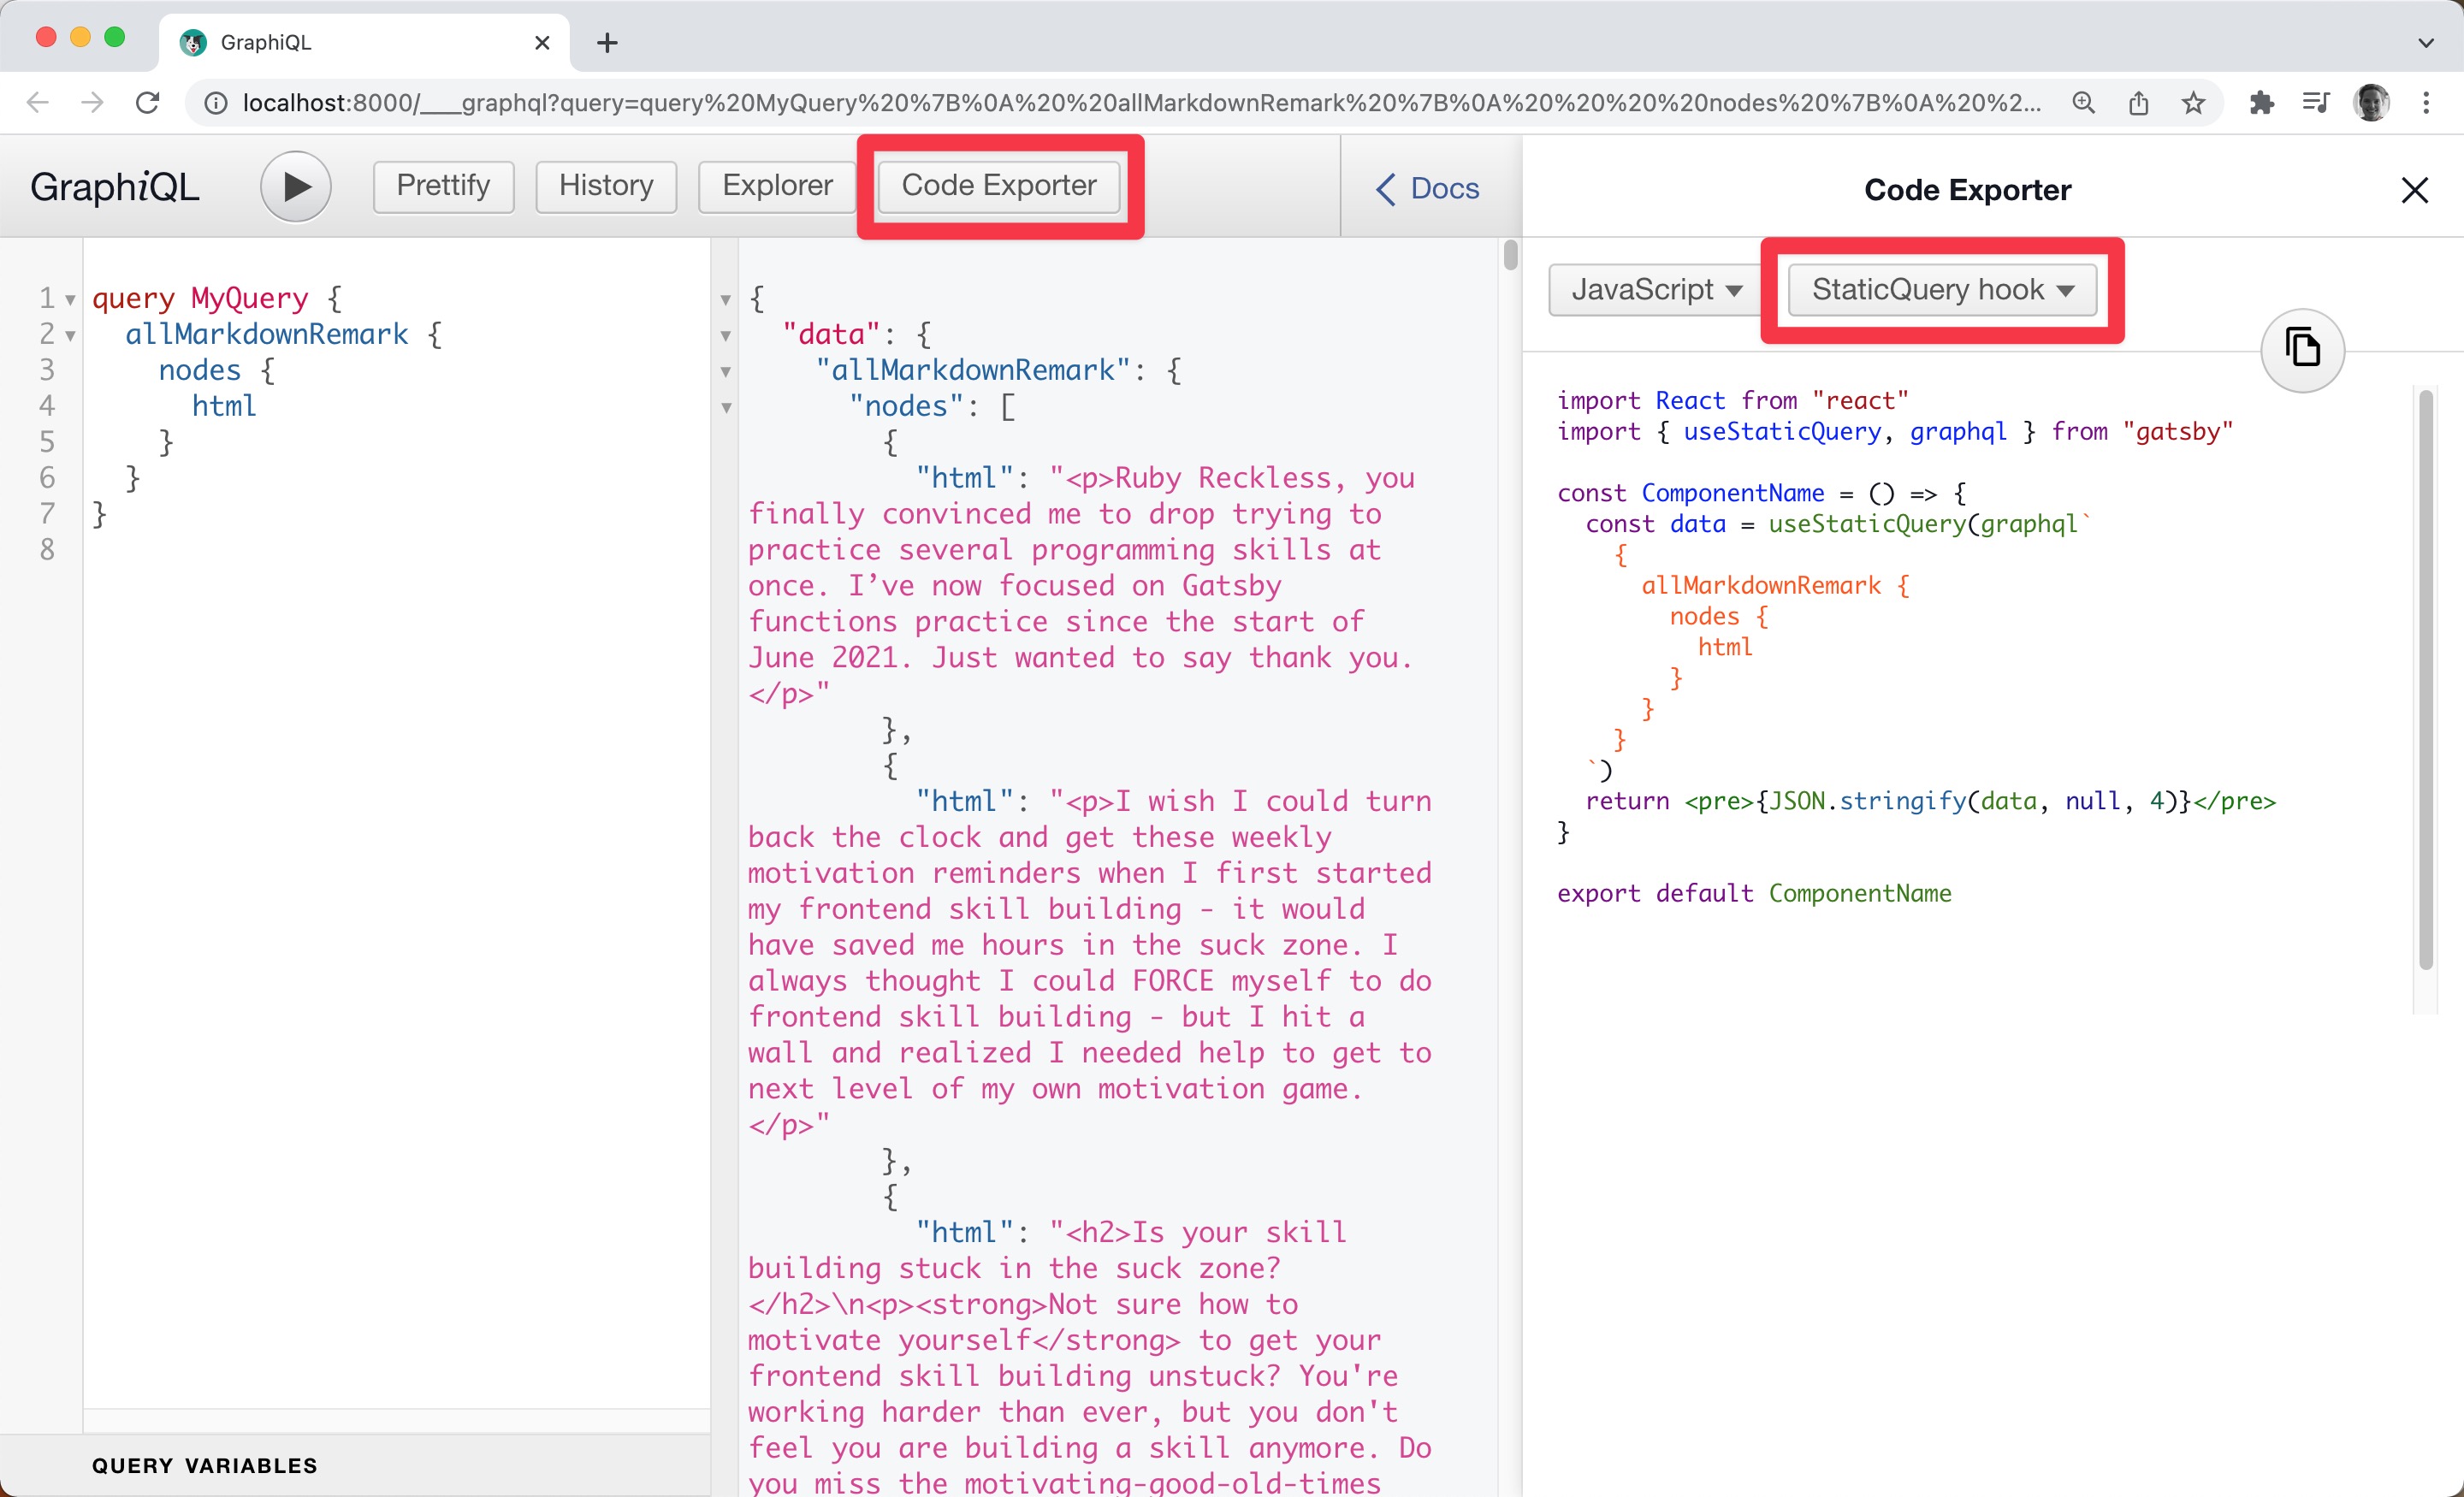 GraphiQL
localhost:8000/___graphql?query=query%20MyQuery%20%7B%0A%20%20allMarkdownRemark%20%7B%0A%20%20%20%20nodes%20%7B%0A%20%2...
GraphiQL
Prettify
History
Explorer
Code Exporter
Docs
1 query MyQuery {
2   allMarkdownRemark {
3     nodes {
4       html
5     }
6   }
7 }
8
QUERY VARIABLES
{
  "data": {
    "allMarkdownRemark": {
      "nodes": [
        {
          "html": "<p>Ruby Reckless, you
finally convinced me to drop trying to
practice several programming skills at
once. I’ve now focused on Gatsby
functions practice since the start of
June 2021. Just wanted to say thank you.
</p>"
        },
        {
          "html": "<p>I wish I could turn
back the clock and get these weekly
motivation reminders when I first started
my frontend skill building - it would
have saved me hours in the suck zone. I
always thought I could FORCE myself to do
frontend skill building - but I hit a
wall and realized I needed help to get to
next level of my own motivation game.
</p>"
        },
        {
          "html": "<h2>Is your skill
building stuck in the suck zone?
</h2>\n<p><strong>Not sure how to
motivate yourself</strong> to get your
frontend skill building unstuck? You're
working harder than ever, but you don't
feel you are building a skill anymore. Do
you miss the motivating-good-old-times
Code Exporter
JavaScript
StaticQuery hook
import React from "react"
import { useStaticQuery, graphql } from "gatsby"
const ComponentName = () => {
  const data = useStaticQuery(graphql`
    {
      allMarkdownRemark {
        nodes {
          html
        }
      }
    }
  `)
  return <pre>{JSON.stringify(data, null, 4)}</pre>
}
export default ComponentName